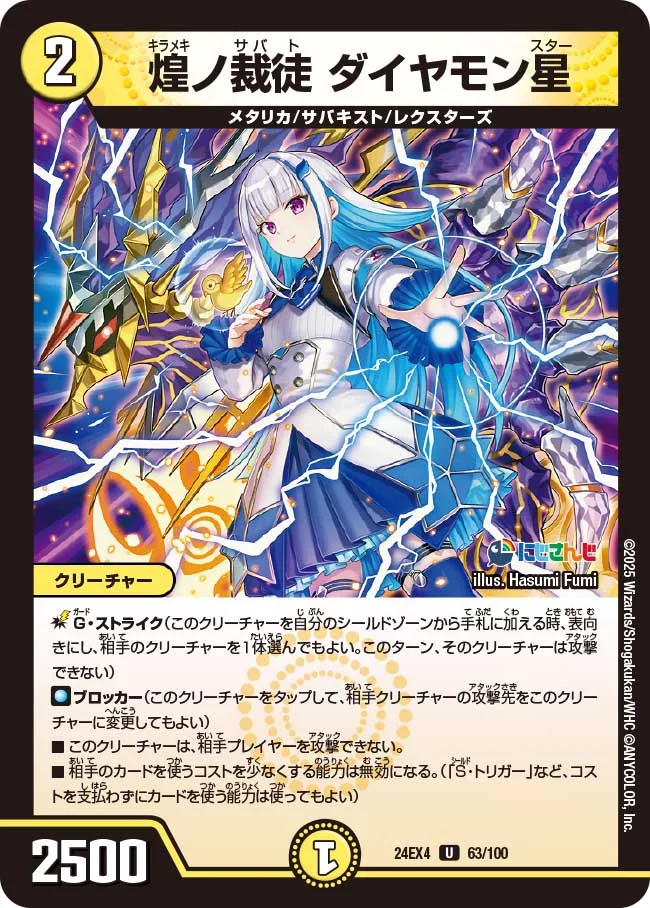 2
キラメキ サバト スター
煌ノ裁徒 ダイヤモン星
メタリカ/サバキスト/レクスターズ
にじさんじ
illus. Hasumi Fumi
クリーチャー
G・ストライク(このクリーチャーを自分のシールドゾーンから手札に加える時、表向
きにし、相手のクリーチャーを1体選んでもよい。このターン、そのクリーチャーは攻撃
できない)
ブロッカー(このクリーチャーをタップして、相手クリーチャーの攻撃先をこのクリー
チャーに変更してもよい)
■ このクリーチャーは、相手プレイヤーを攻撃できない。
■ 相手のカードを使うコストを少なくする能力は無効になる。(「S・トリガー」など、コス
トを支払わずにカードを使う能力は使ってもよい)
©2025 Wizards/Shogakukan/WHC ©ANYCOLOR, Inc.
2500
1
24EX4 U 63/100